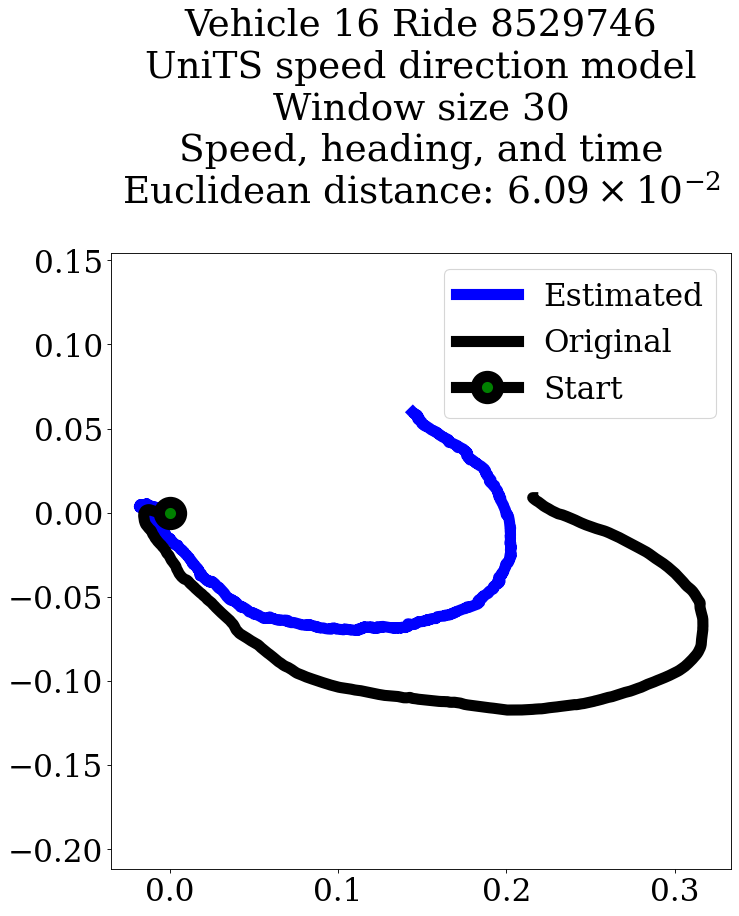 Vehicle 16 Ride 8529746
UniTS speed direction model
Window size 30
Speed, heading, and time
Euclidean distance: 6.09 × 10⁻²
0.15
0.10
0.05
0.00
−0.05
−0.10
−0.15
−0.20
Estimated
Original
Start
0.0 0.1 0.2 0.3